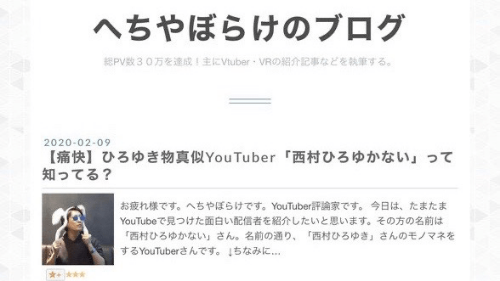 へちやぼらけのブログ
総PV数３０万を達成！主にVtuber・VRの紹介記事などを執筆する。
2020-02-09
【痛快】ひろゆき物真似YouTuber「西村ひろゆかない」って
知ってる？
お疲れ様です。へちやぼらけです。YouTuber評論家です。 今日は、たまたま
YouTubeで見つけた面白い配信者を紹介したいと思います。その方の名前は
「西村ひろゆかない」さん。名前の通り、「西村ひろゆき」さんのモノマネを
するYouTuberさんです。 ↓ちなみに…